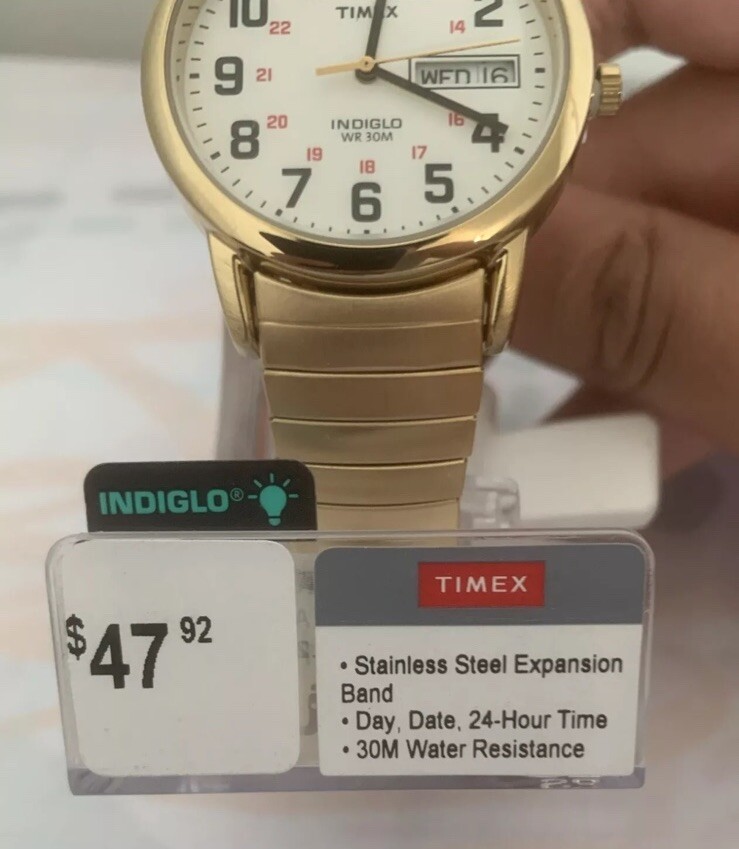 TIMEX
10 22 14 2
9 21 WED 16
8 20 INDIGLO 16 4
WR 30M
19 18 17
7 6 5
INDIGLO®
$47 92
TIMEX
• Stainless Steel Expansion
Band
• Day, Date, 24-Hour Time
• 30M Water Resistance